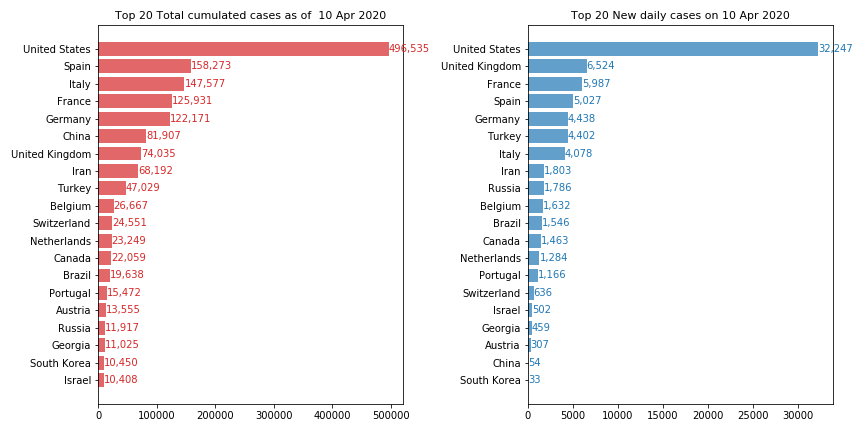 Top 20 Total cumulated cases as of  10 Apr 2020
United States 496,535
Spain 158,273
Italy 147,577
France 125,931
Germany 122,171
China 81,907
United Kingdom 74,035
Iran 68,192
Turkey 47,029
Belgium 26,667
Switzerland 24,551
Netherlands 23,249
Canada 22,059
Brazil 19,638
Portugal 15,472
Austria 13,555
Russia 11,917
Georgia 11,025
South Korea 10,450
Israel 10,408
0 100000 200000 300000 400000 500000
Top 20 New daily cases on 10 Apr 2020
United States 32,247
United Kingdom 6,524
France 5,987
Spain 5,027
Germany 4,438
Turkey 4,402
Italy 4,078
Iran 1,803
Russia 1,786
Belgium 1,632
Brazil 1,546
Canada 1,463
Netherlands 1,284
Portugal 1,166
Switzerland 636
Israel 502
Georgia 459
Austria 307
China 54
South Korea 33
0 5000 10000 15000 20000 25000 30000